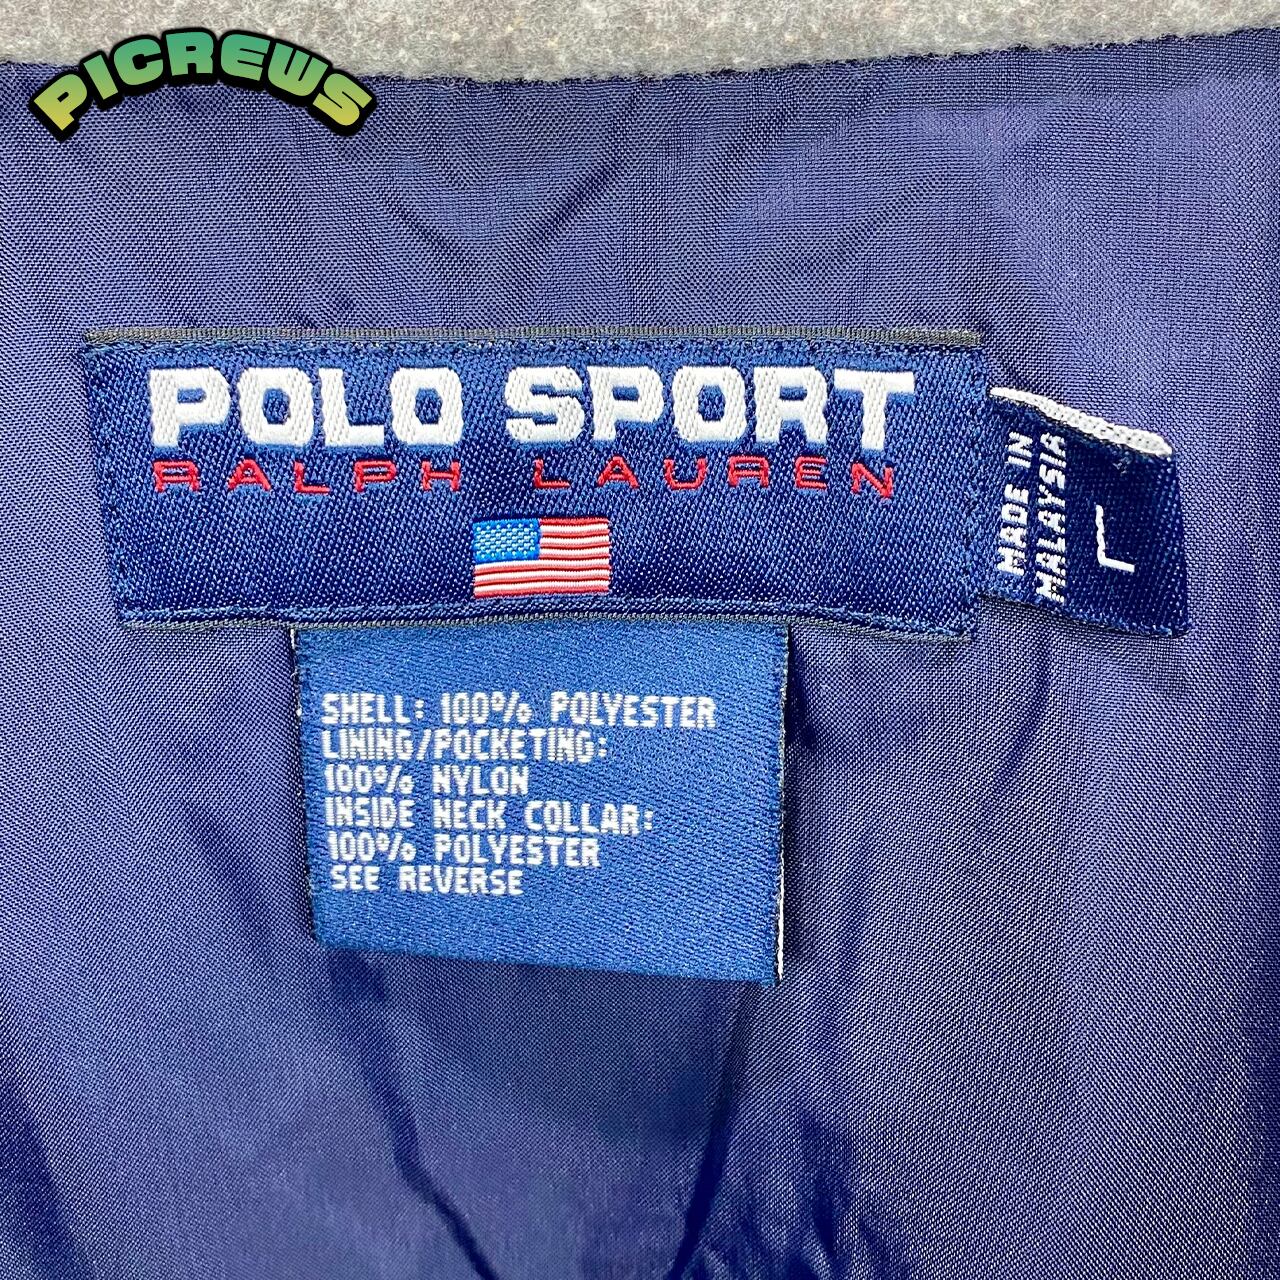 PICREWS
POLO SPORT
RALPH LAUREN
MADE IN
MALAYSIA
L
SHELL: 100% POLYESTER
LINING/POCKETING:
100% NYLON
INSIDE NECK COLLAR:
100% POLYESTER
SEE REVERSE